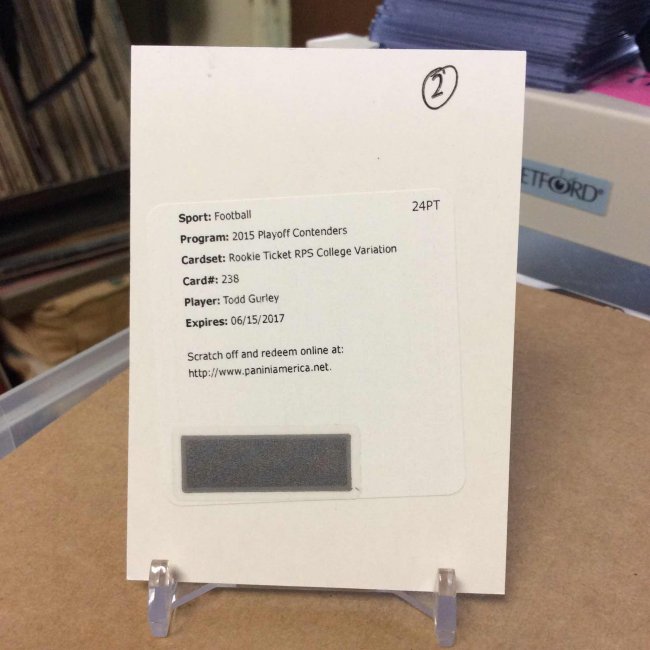 2
24PT
Sport: Football
Program: 2015 Playoff Contenders
Cardset: Rookie Ticket RPS College Variation
Card#: 238
Player: Todd Gurley
Expires: 06/15/2017
Scratch off and redeem online at:
http://www.paniniamerica.net.
ETFORD®